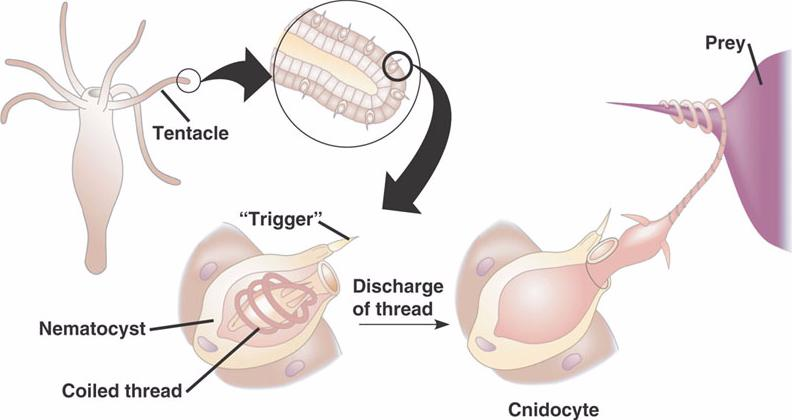 Prey
Tentacle
“Trigger”
Discharge
of thread
Nematocyst
Coiled thread
Cnidocyte